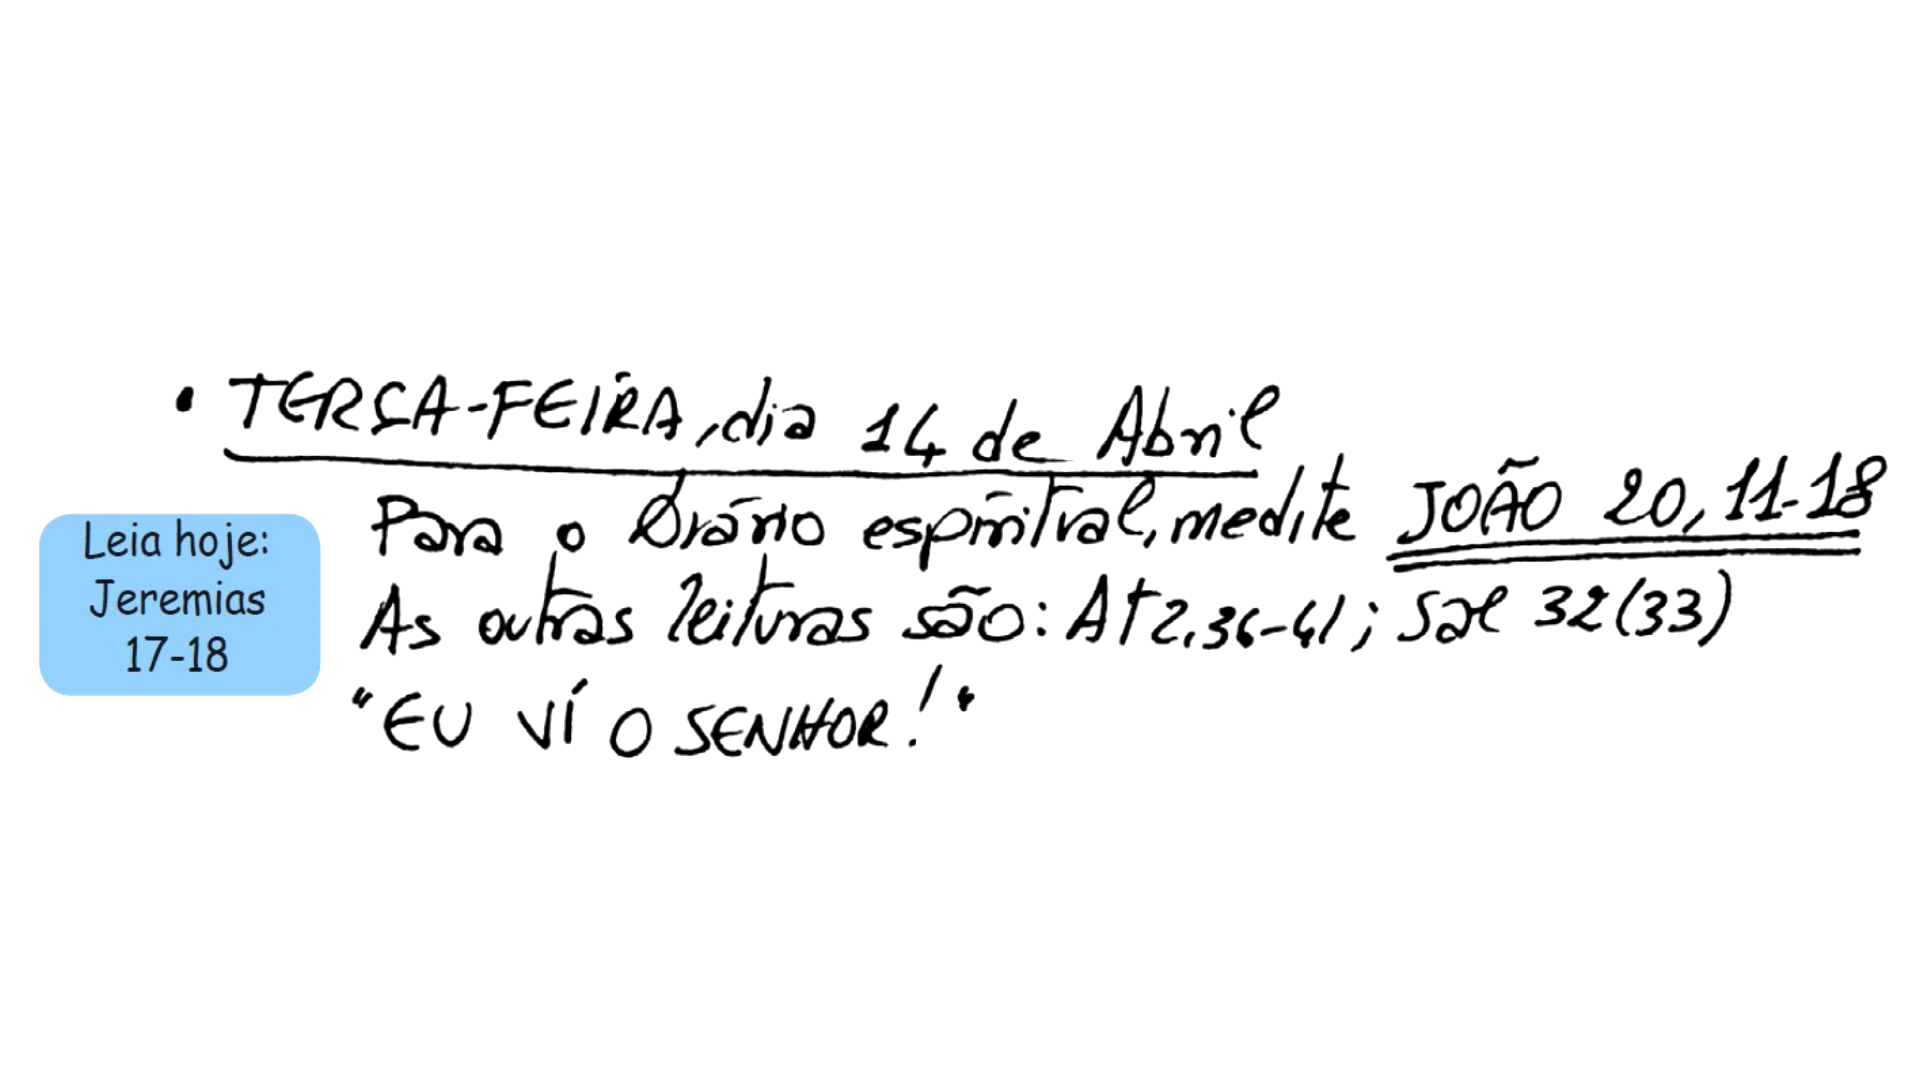 • TERÇA-FEIRA, dia 14 de Abril
Para o Diário espiritual, medite JOÃO 20, 11-18
As outras leituras são: At 2,36-41; Sal 32(33)
"EU VÍ O SENHOR!"
Leia hoje:
Jeremias
17-18